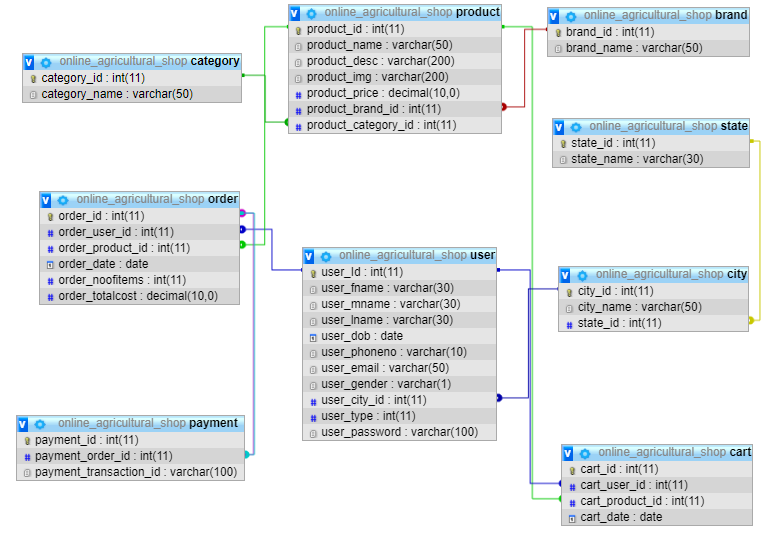 online_agricultural_shop product
product_id : int(11)
product_name : varchar(50)
product_desc : varchar(200)
product_img : varchar(200)
product_price : decimal(10,0)
product_brand_id : int(11)
product_category_id : int(11)
online_agricultural_shop brand
brand_id : int(11)
brand_name : varchar(50)
online_agricultural_shop category
category_id : int(11)
category_name : varchar(50)
online_agricultural_shop state
state_id : int(11)
state_name : varchar(30)
online_agricultural_shop order
order_id : int(11)
order_user_id : int(11)
order_product_id : int(11)
order_date : date
order_noofitems : int(11)
order_totalcost : decimal(10,0)
online_agricultural_shop user
user_Id : int(11)
user_fname : varchar(30)
user_mname : varchar(30)
user_lname : varchar(30)
user_dob : date
user_phoneno : varchar(10)
user_email : varchar(50)
user_gender : varchar(1)
user_city_id : int(11)
user_type : int(11)
user_password : varchar(100)
online_agricultural_shop city
city_id : int(11)
city_name : varchar(50)
state_id : int(11)
online_agricultural_shop payment
payment_id : int(11)
payment_order_id : int(11)
payment_transaction_id : varchar(100)
online_agricultural_shop cart
cart_id : int(11)
cart_user_id : int(11)
cart_product_id : int(11)
cart_date : date